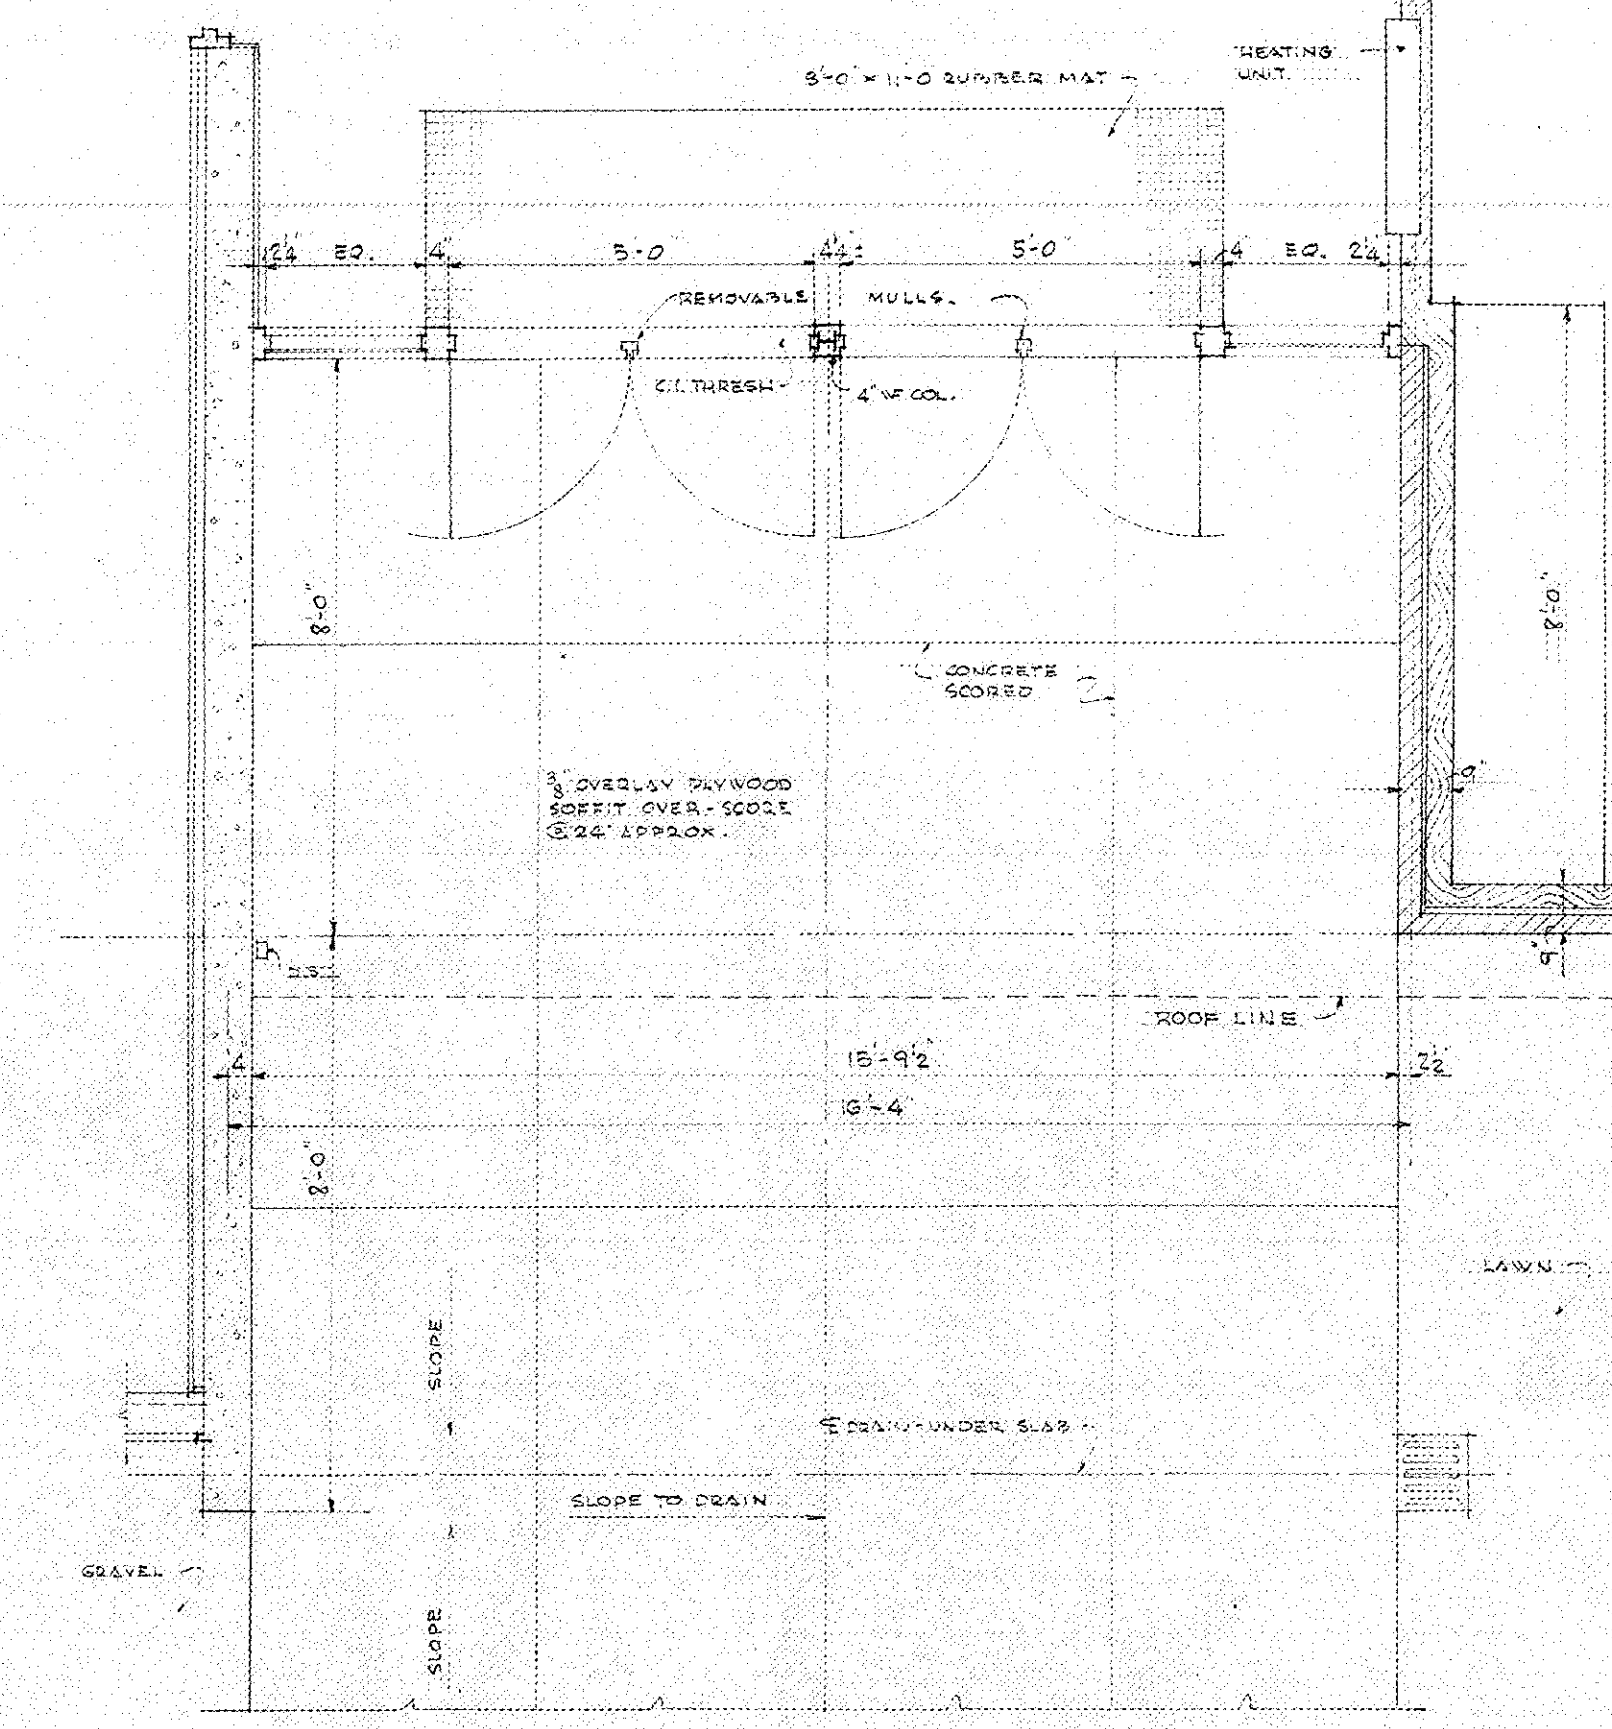 HEATING
UNIT
3'-0" x 11'-0 RUBBER MAT
2¼" EQ. 4" 5'-0" 4¼"± 5'-0" 4" EQ. 2¼"
REMOVABLE MULLS.
C.I. THRESH
4" WF COL.
8'-0"
8'-0"
CONCRETE
SCORED
⅜" OVERLAY PLYWOOD
SOFFIT OVER-SCORE
@ 24" APPROX.
9"
9"
D.S.
ROOF LINE
4" 15'-9½" 2½"
16'-4"
8'-0"
LAWN
SLOPE
℄ DRAIN-UNDER SLAB
SLOPE TO DRAIN
GRAVEL
SLOPE